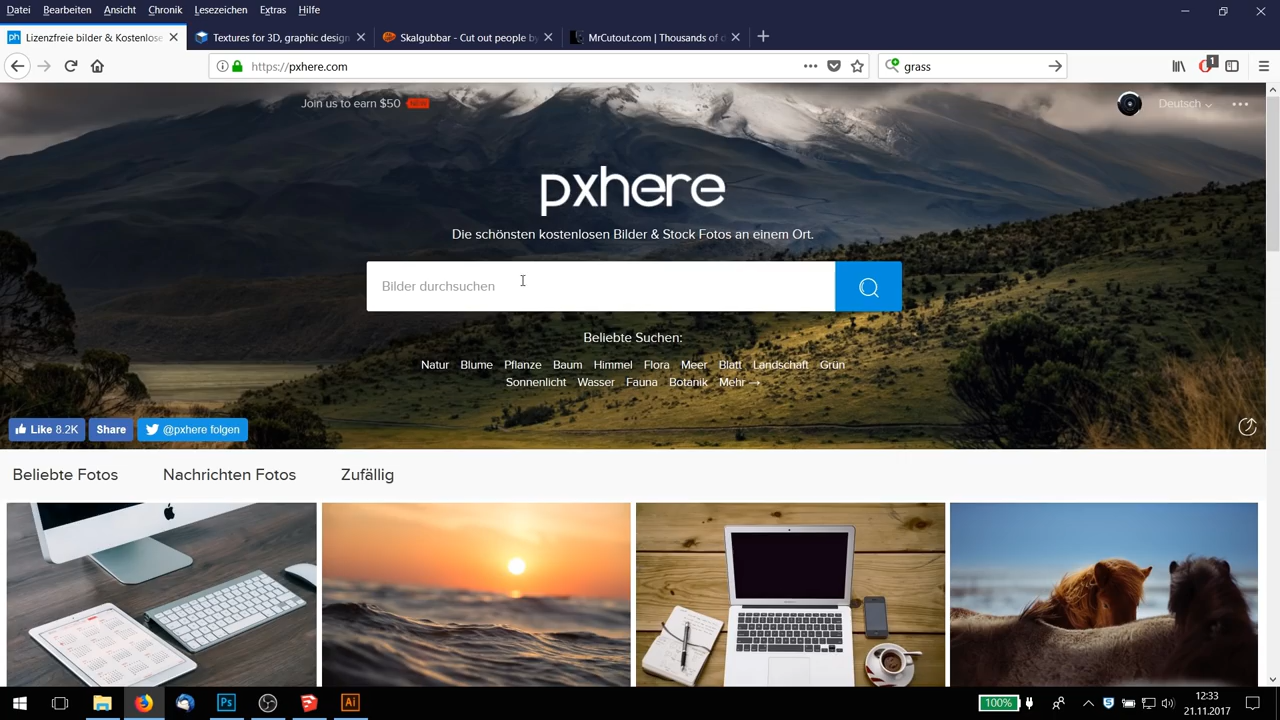 Datei Bearbeiten Ansicht Chronik Lesezeichen Extras Hilfe
ph Lizenzfreie bilder & Kostenlose Textures for 3D, graphic design Skalgubbar - Cut out people by MrCutout.com | Thousands of c
https://pxhere.com grass 1
Join us to earn $50 Deutsch
pxhere
Die schönsten kostenlosen Bilder & Stock Fotos an einem Ort.
Bilder durchsuchen
Beliebte Suchen:
Natur Blume Pflanze Baum Himmel Flora Meer Blatt Landschaft Grün
Sonnenlicht Wasser Fauna Botanik Mehr →
Like 8.2K Share @pxhere folgen
Beliebte Fotos Nachrichten Fotos Zufällig
Ps Ai 100% 12:33
21.11.2017